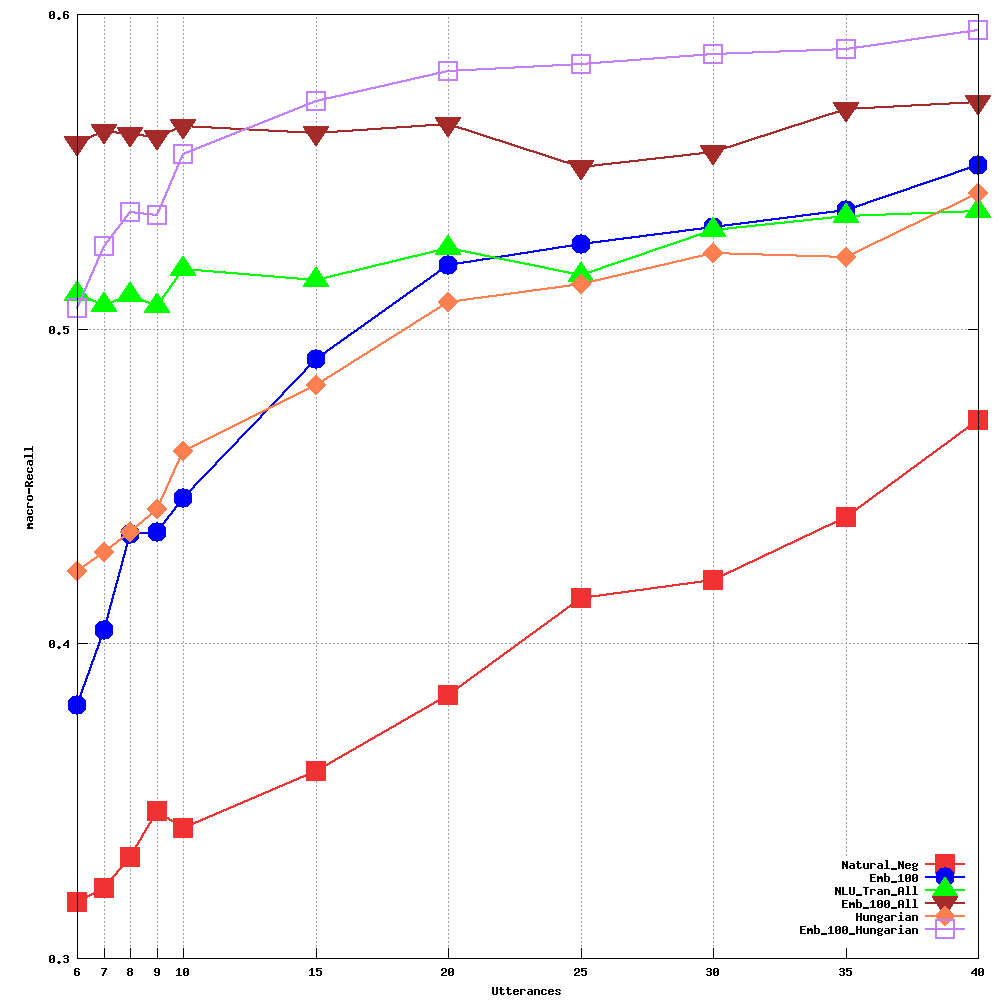 0.6
0.5
0.4
0.3
macro-Recall
Natural_Neg
Emb_100
NLU_Tran_All
Emb_100_All
Hungarian
Emb_100_Hungarian
6 7 8 9 10 15 20 25 30 35 40
Utterances